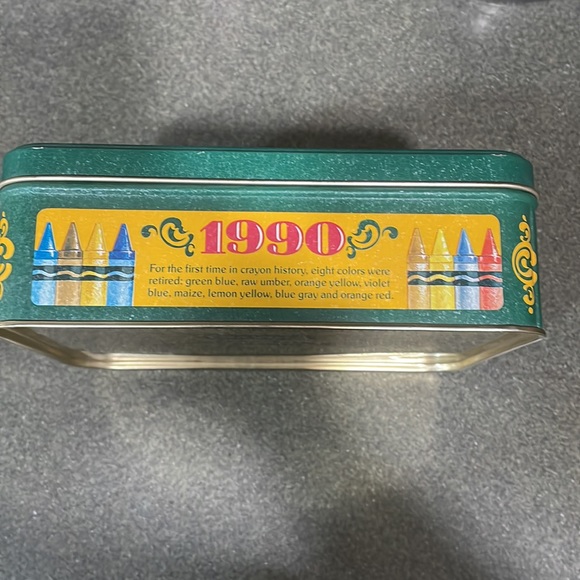 1990
For the first time in crayon history, eight colors were
retired: green blue, raw umber, orange yellow, violet
blue, maize, lemon yellow, blue gray and orange red.